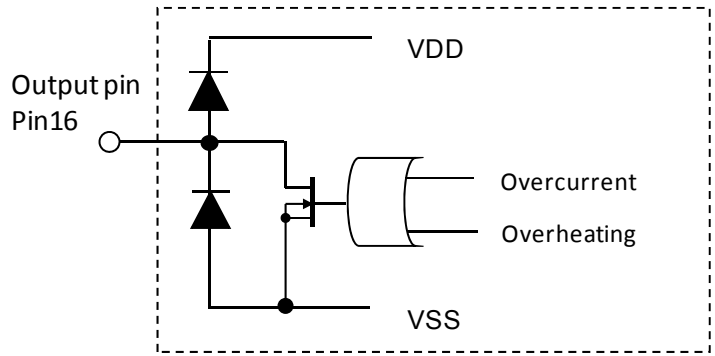 VDD
Output pin
Pin16
Overcurrent
Overheating
VSS